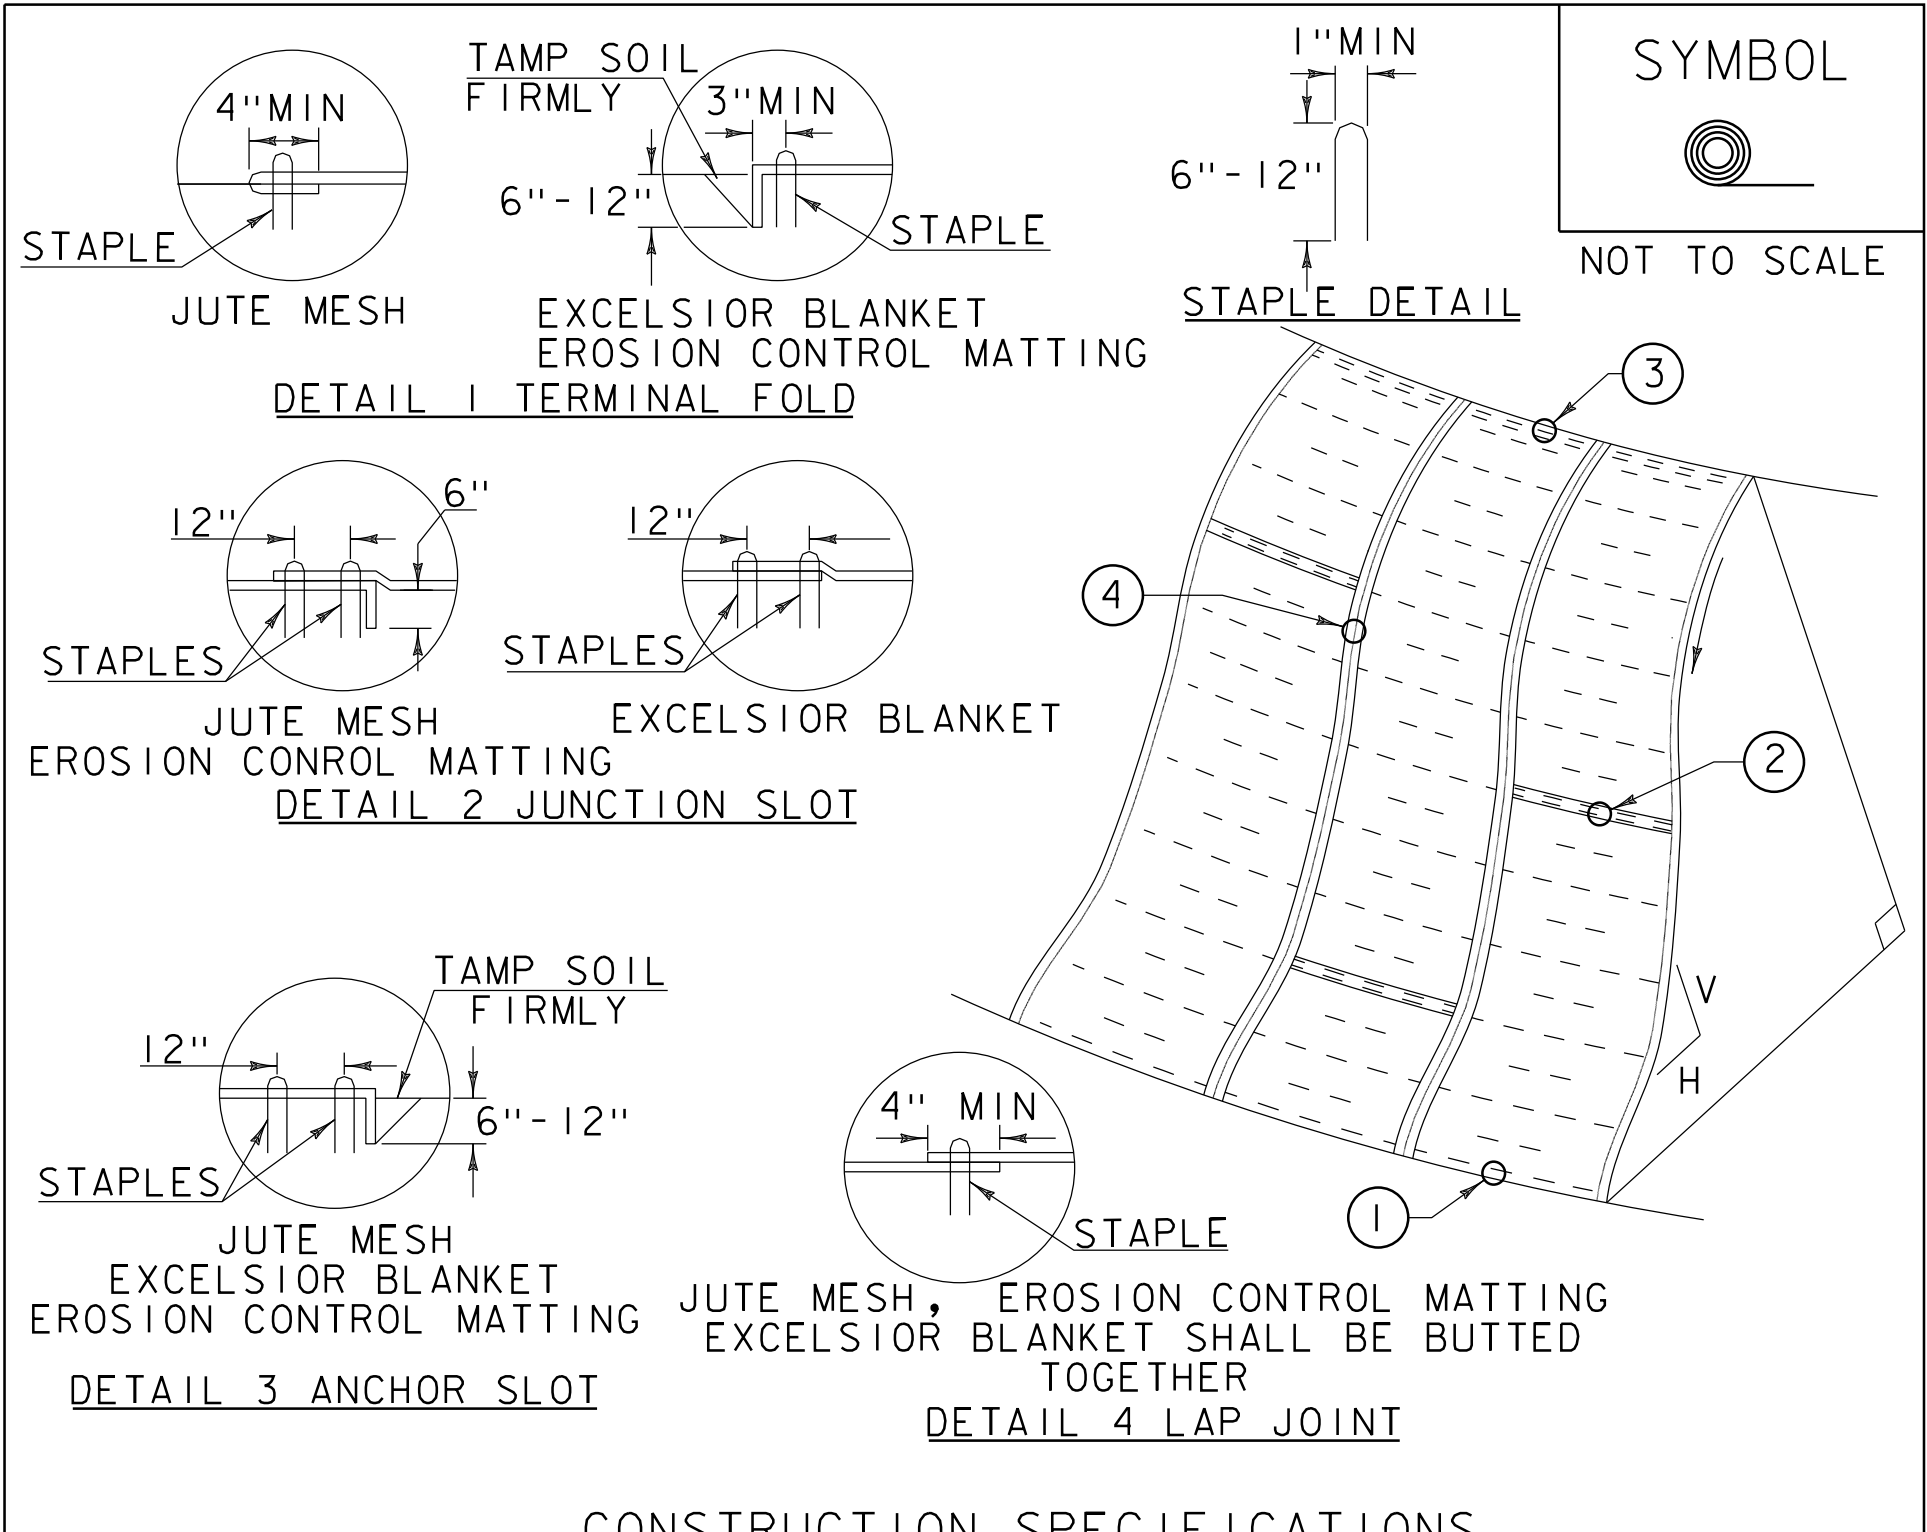 4"MIN
STAPLE
JUTE MESH
TAMP SOIL
FIRMLY
3"MIN
6"-12"
STAPLE
EXCELSIOR BLANKET
EROSION CONTROL MATTING
DETAIL 1 TERMINAL FOLD
1"MIN
6"-12"
STAPLE DETAIL
SYMBOL
NOT TO SCALE
12"
6"
STAPLES
JUTE MESH
EROSION CONROL MATTING
12"
STAPLES
EXCELSIOR BLANKET
DETAIL 2 JUNCTION SLOT
3
4
2
V
H
1
TAMP SOIL
FIRMLY
12"
6"-12"
STAPLES
JUTE MESH
EXCELSIOR BLANKET
EROSION CONTROL MATTING
DETAIL 3 ANCHOR SLOT
4" MIN
STAPLE
JUTE MESH, EROSION CONTROL MATTING
EXCELSIOR BLANKET SHALL BE BUTTED
TOGETHER
DETAIL 4 LAP JOINT
CONSTRUCTION SPECIFICATIONS